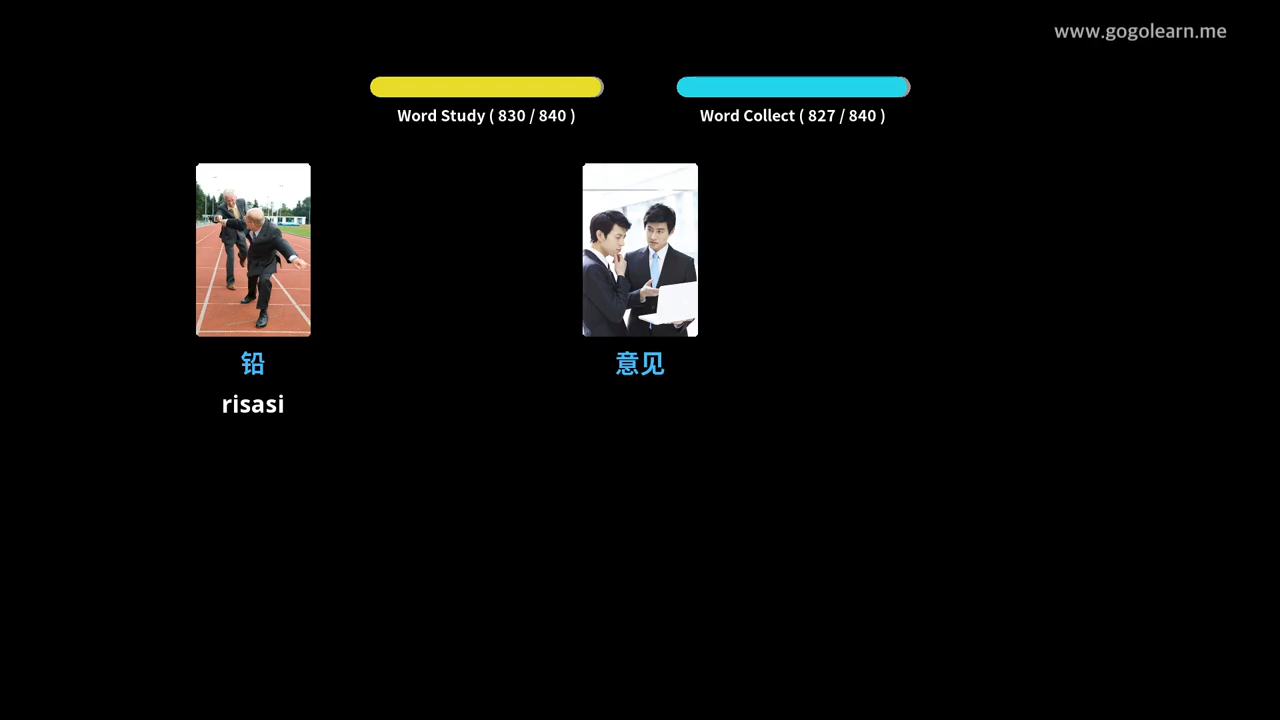 www.gogolearn.me
Word Study ( 830 / 840 )
Word Collect ( 827 / 840 )
铅
意见
risasi